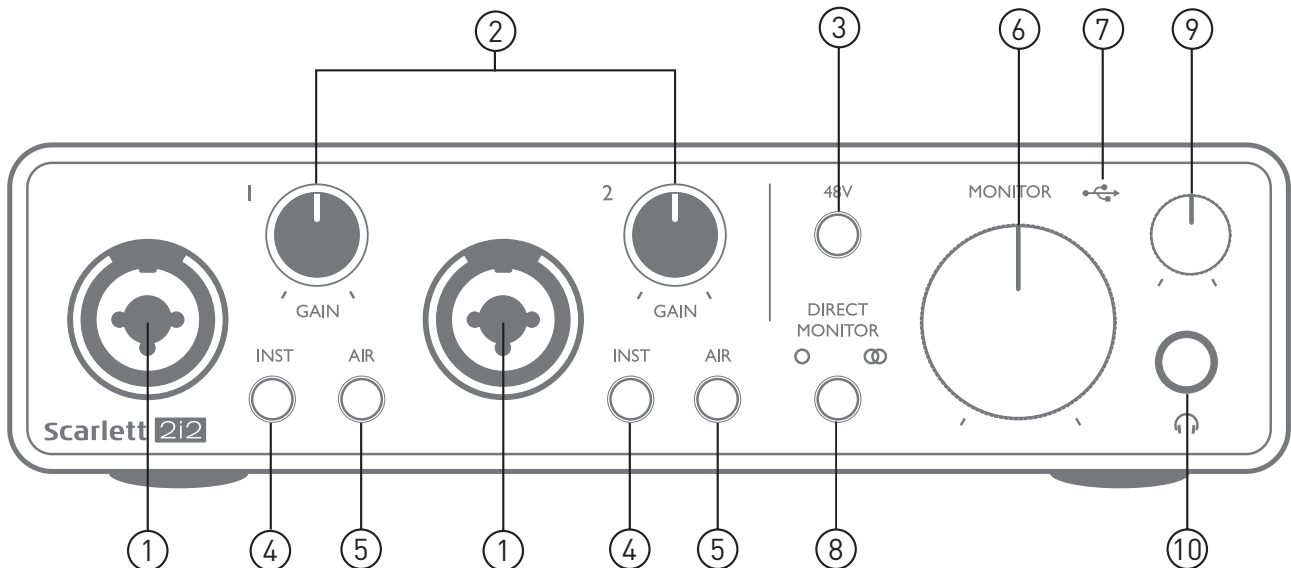 2
3
6
7
9
1
2
48V
MONITOR
GAIN
GAIN
DIRECT
MONITOR
INST
AIR
INST
AIR
Scarlett 2i2
1
4
5
1
4
5
8
10